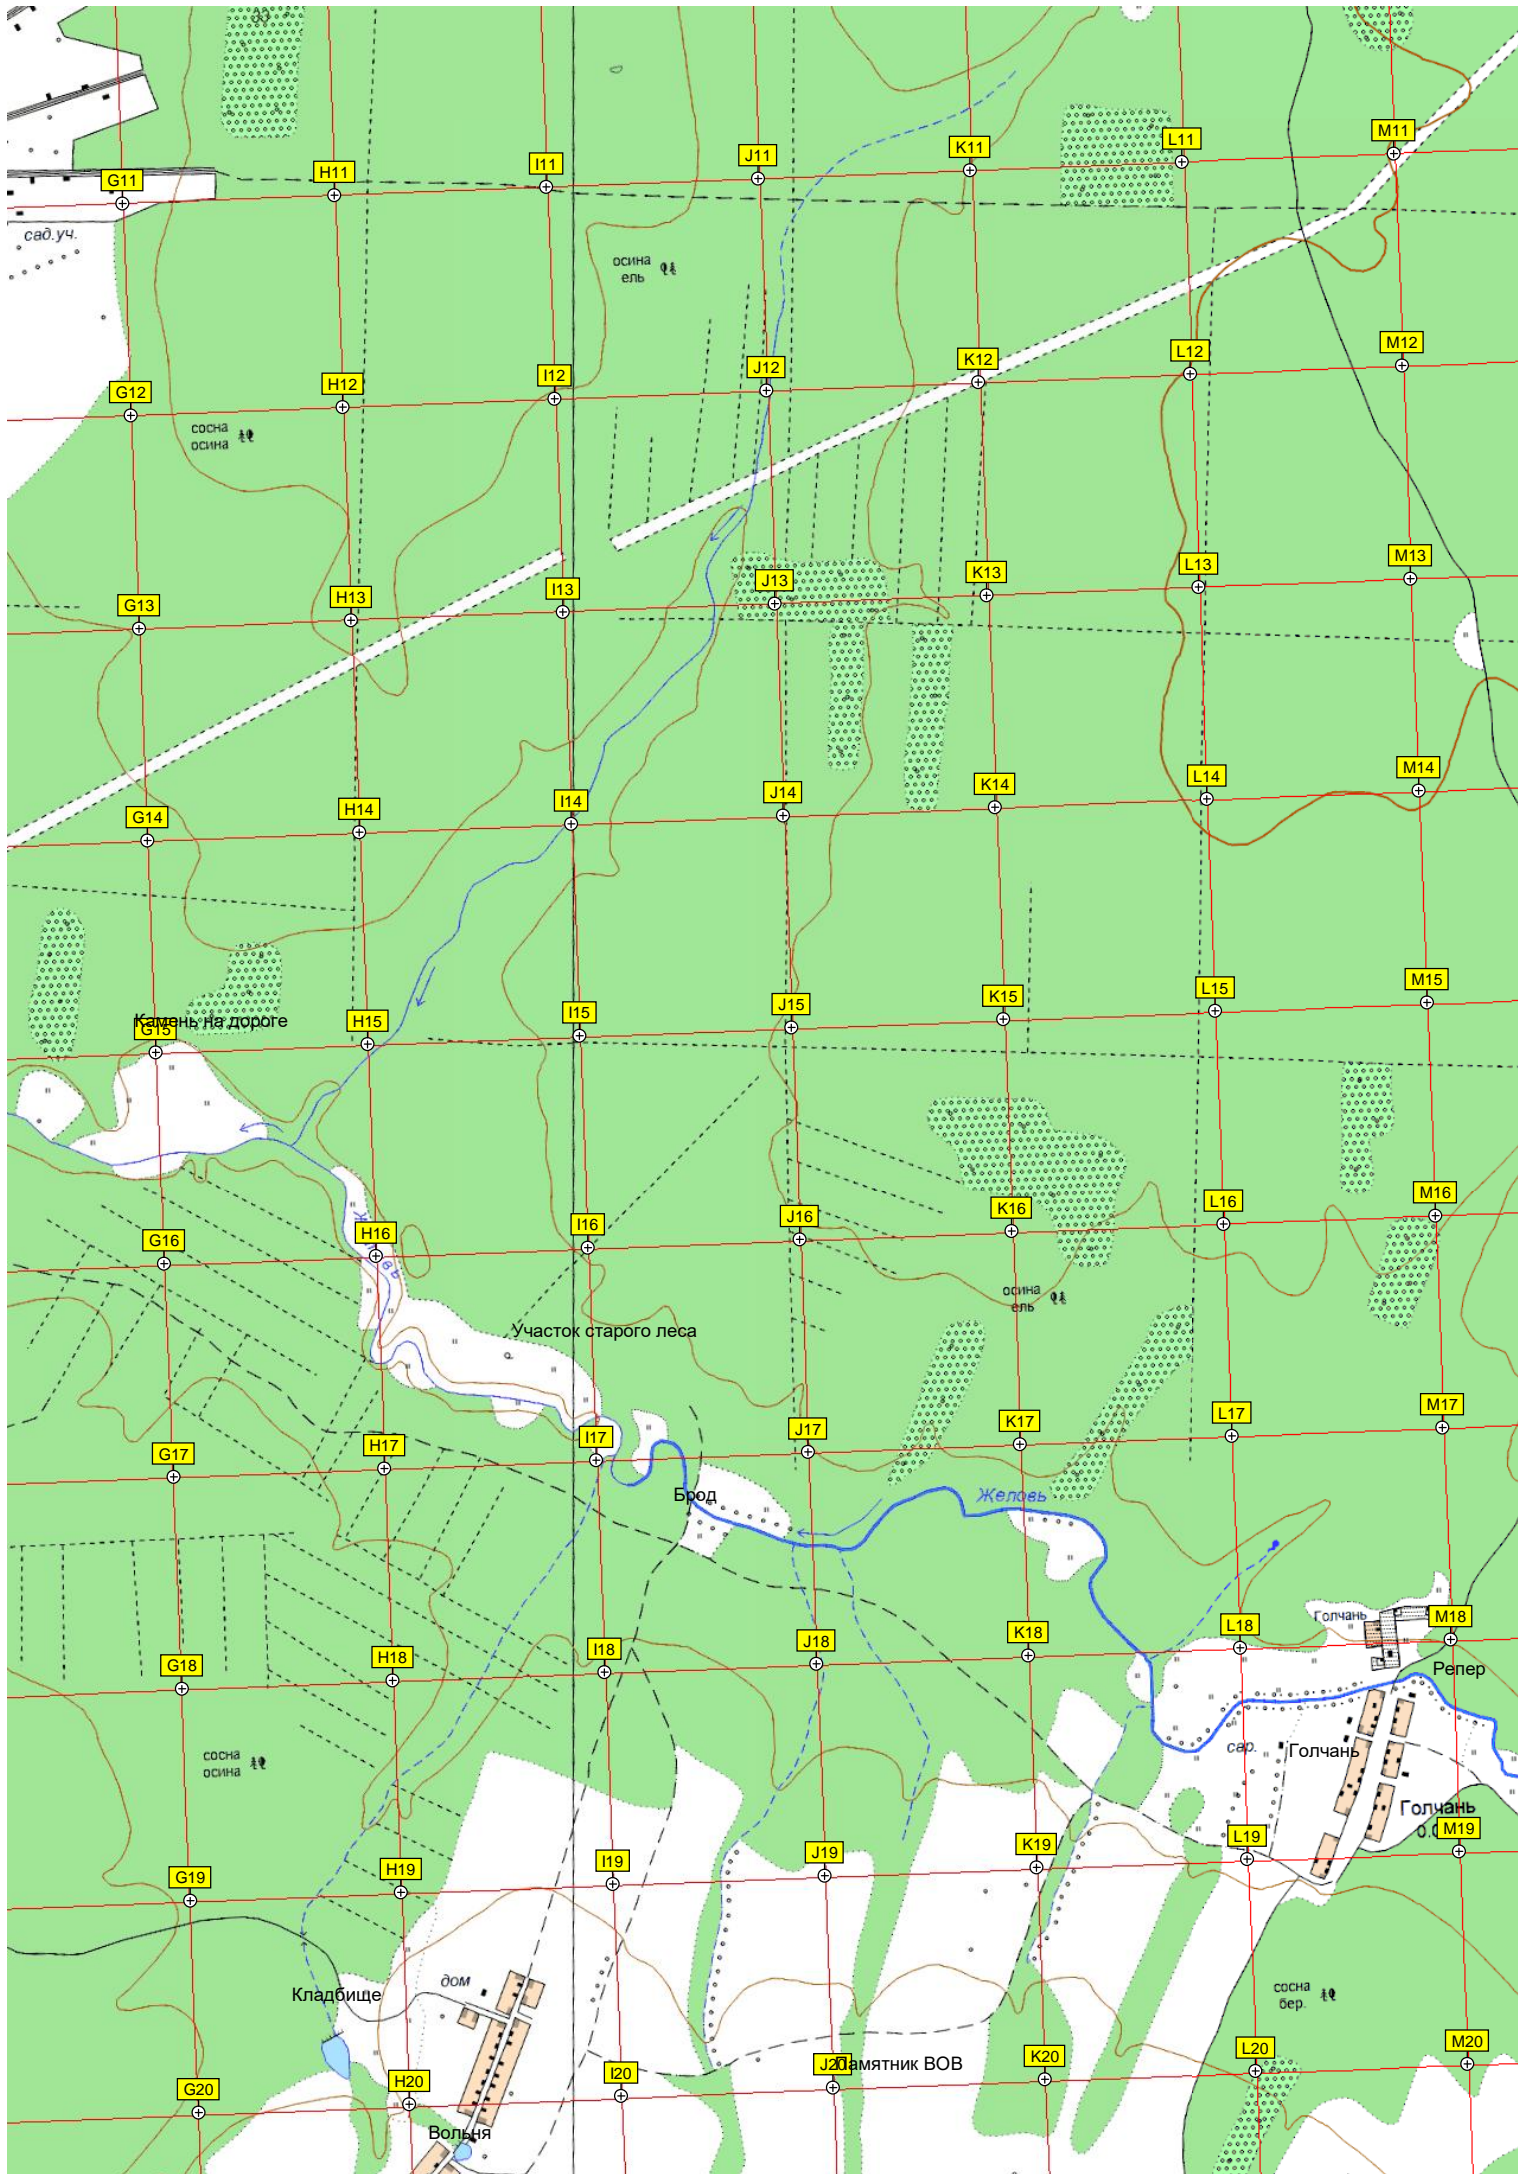 G11
H11
I11
J11
K11
L11
M11
сад.уч.
осина
ель
G12
H12
I12
J12
K12
L12
M12
сосна
осина
G13
H13
I13
J13
K13
L13
M13
G14
H14
I14
J14
K14
L14
M14
Камень на дороге
G15
H15
I15
J15
K15
L15
M15
G16
H16
I16
J16
K16
L16
M16
осина
ель
Участок старого леса
G17
H17
I17
J17
K17
L17
M17
Брод
Желовь
Голчань
G18
H18
I18
J18
K18
L18
M18
Репер
сосна
осина
сар.
Голчань
Голчань
G19
H19
I19
J19
K19
L19
M19
Кладбище
дом
сосна
бер.
Памятник ВОВ
G20
H20
I20
J20
K20
L20
M20
Вольня